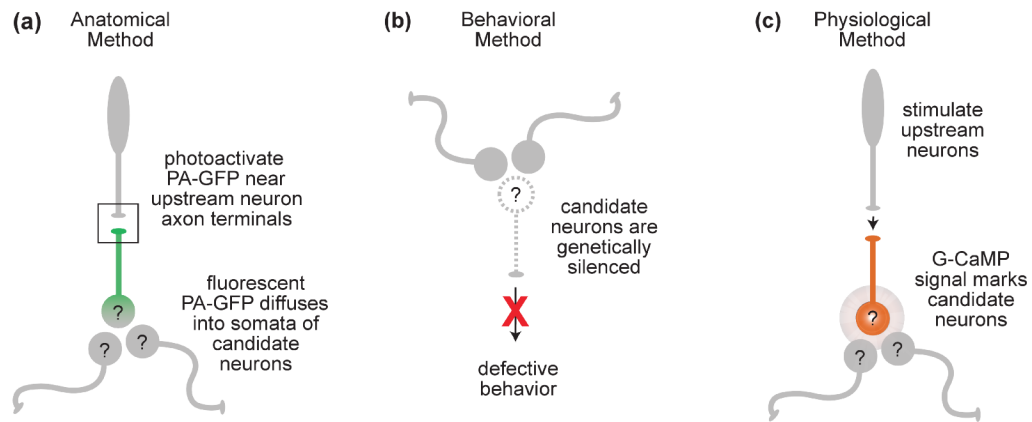 (a) Anatomical
Method
photoactivate
PA-GFP near
upstream neuron
axon terminals
fluorescent
PA-GFP diffuses
into somata of
candidate
neurons
?
?
?
(b) Behavioral
Method
?
candidate
neurons are
genetically
silenced
X
defective
behavior
(c) Physiological
Method
stimulate
upstream
neurons
G-CaMP
signal marks
candidate
neurons
?
?
?